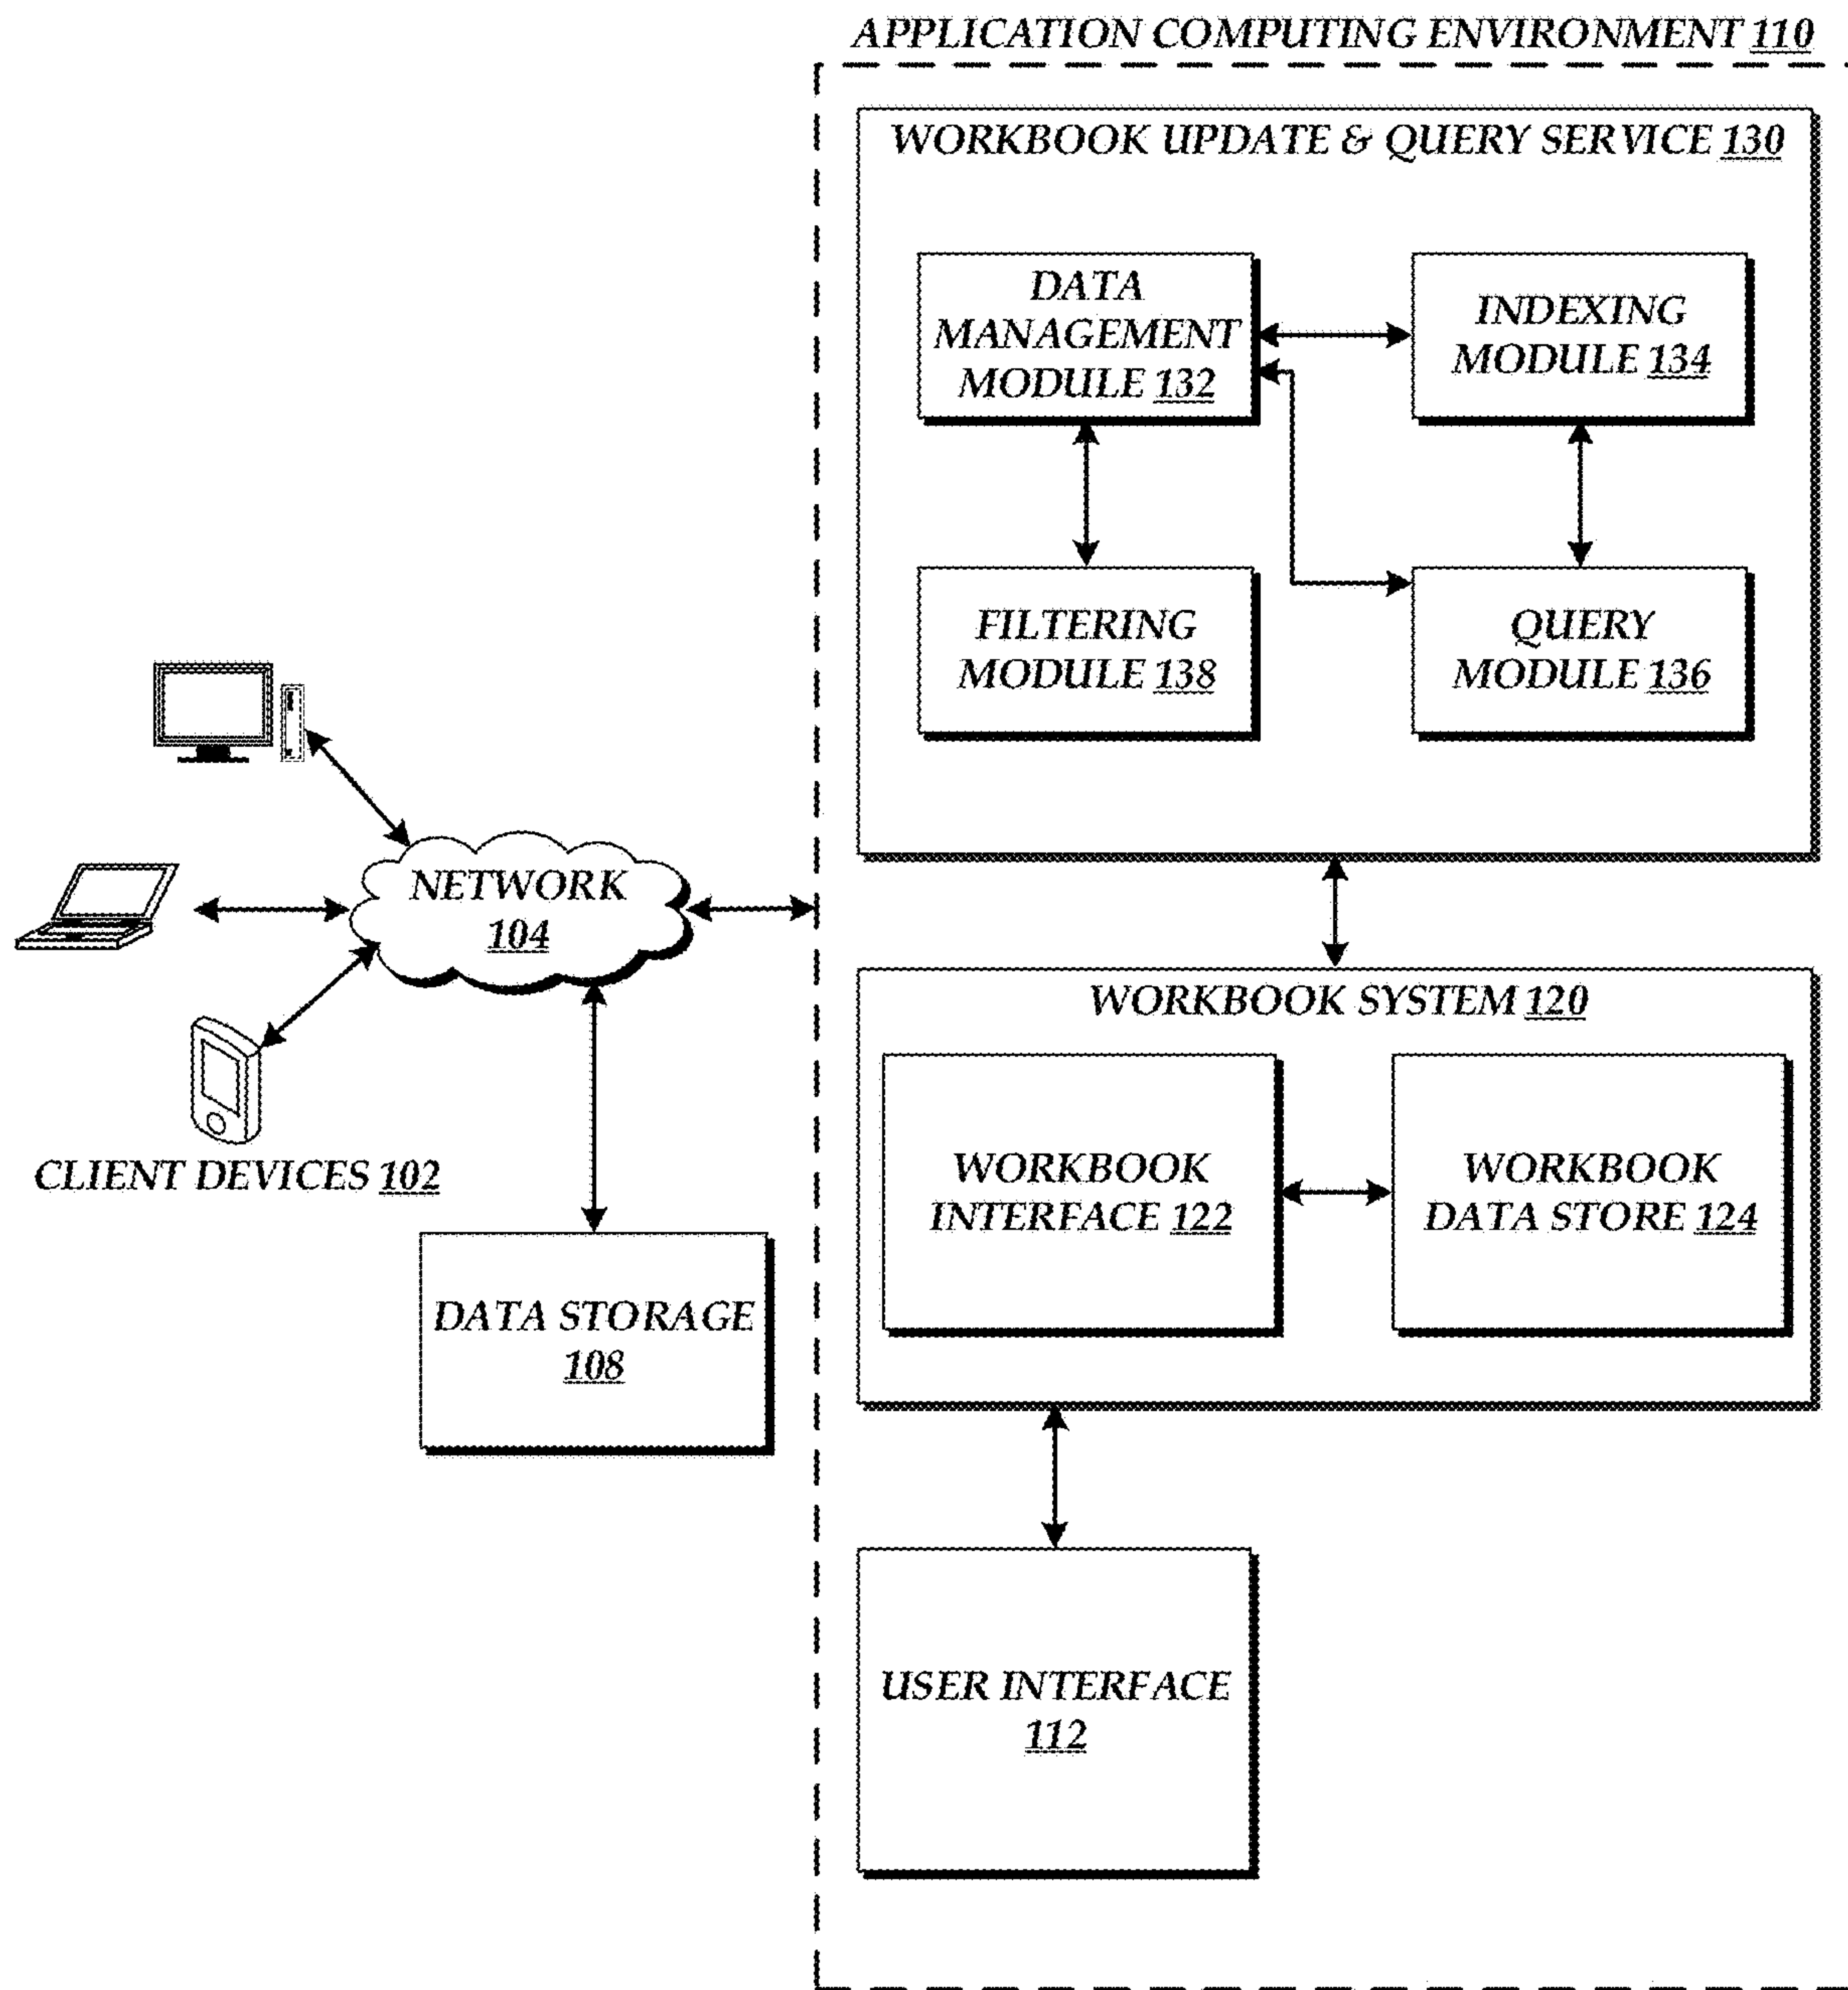 APPLICATION COMPUTING ENVIRONMENT 110
WORKBOOK UPDATE & QUERY SERVICE 130
DATA
MANAGEMENT
MODULE 132
INDEXING
MODULE 134
FILTERING
MODULE 138
QUERY
MODULE 136
NETWORK
104
CLIENT DEVICES 102
DATA STORAGE
108
WORKBOOK SYSTEM 120
WORKBOOK
INTERFACE 122
WORKBOOK
DATA STORE 124
USER INTERFACE
112